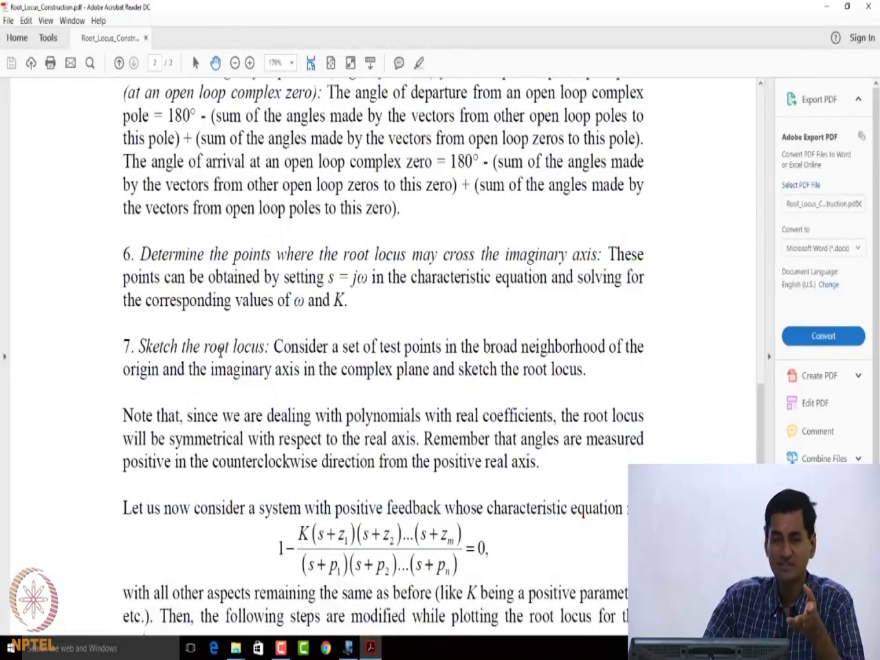 Root_Locus_Construction.pdf - Adobe Acrobat Reader DC
File Edit View Window Help
Home Tools Root_Locus_Constr... × Sign In
2 / 2 179%
(at an open loop complex zero): The angle of departure from an open loop complex
pole = 180° - (sum of the angles made by the vectors from other open loop poles to
this pole) + (sum of the angles made by the vectors from open loop zeros to this pole).
The angle of arrival at an open loop complex zero = 180° - (sum of the angles made
by the vectors from other open loop zeros to this zero) + (sum of the angles made by
the vectors from open loop poles to this zero).
6. Determine the points where the root locus may cross the imaginary axis: These
points can be obtained by setting s = jω in the characteristic equation and solving for
the corresponding values of ω and K.
7. Sketch the root locus: Consider a set of test points in the broad neighborhood of the
origin and the imaginary axis in the complex plane and sketch the root locus.
Note that, since we are dealing with polynomials with real coefficients, the root locus
will be symmetrical with respect to the real axis. Remember that angles are measured
positive in the counterclockwise direction from the positive real axis.
Let us now consider a system with positive feedback whose characteristic equation
1 - K(s+z₁)(s+z₂)...(s+zₘ) / (s+p₁)(s+p₂)...(s+pₙ) = 0,
with all other aspects remaining the same as before (like K being a positive paramet
etc.). Then, the following steps are modified while plotting the root locus for t
Export PDF
Adobe Export PDF
Convert PDF Files to Word
or Excel Online
Select PDF File
Root_Locus_C...truction.pdf
Convert to
Microsoft Word (*.docx)
Document Language:
English (U.S.) Change
Convert
Create PDF
Edit PDF
Comment
Combine Files
NPTEL
the web and Windows